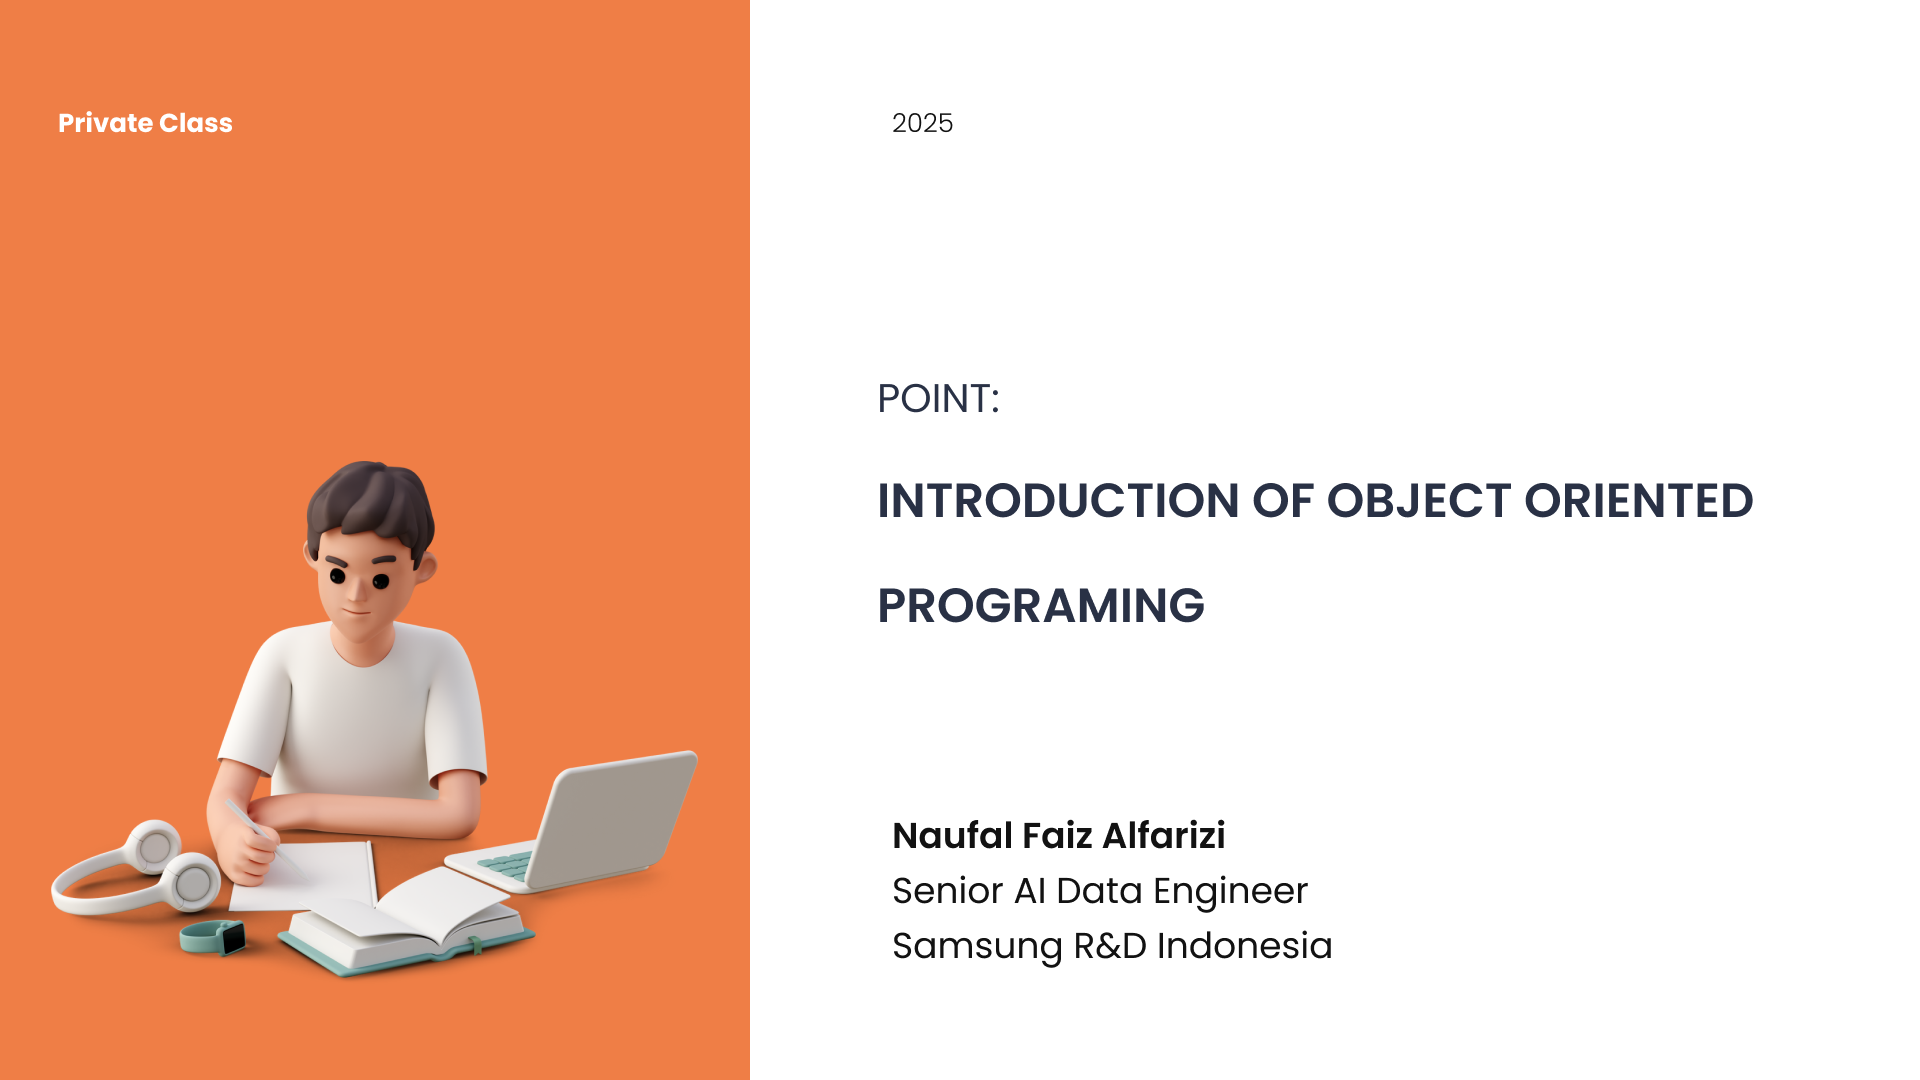 Private Class
2025
POINT:
INTRODUCTION OF OBJECT ORIENTED
PROGRAMING
Naufal Faiz Alfarizi
Senior AI Data Engineer
Samsung R&D Indonesia